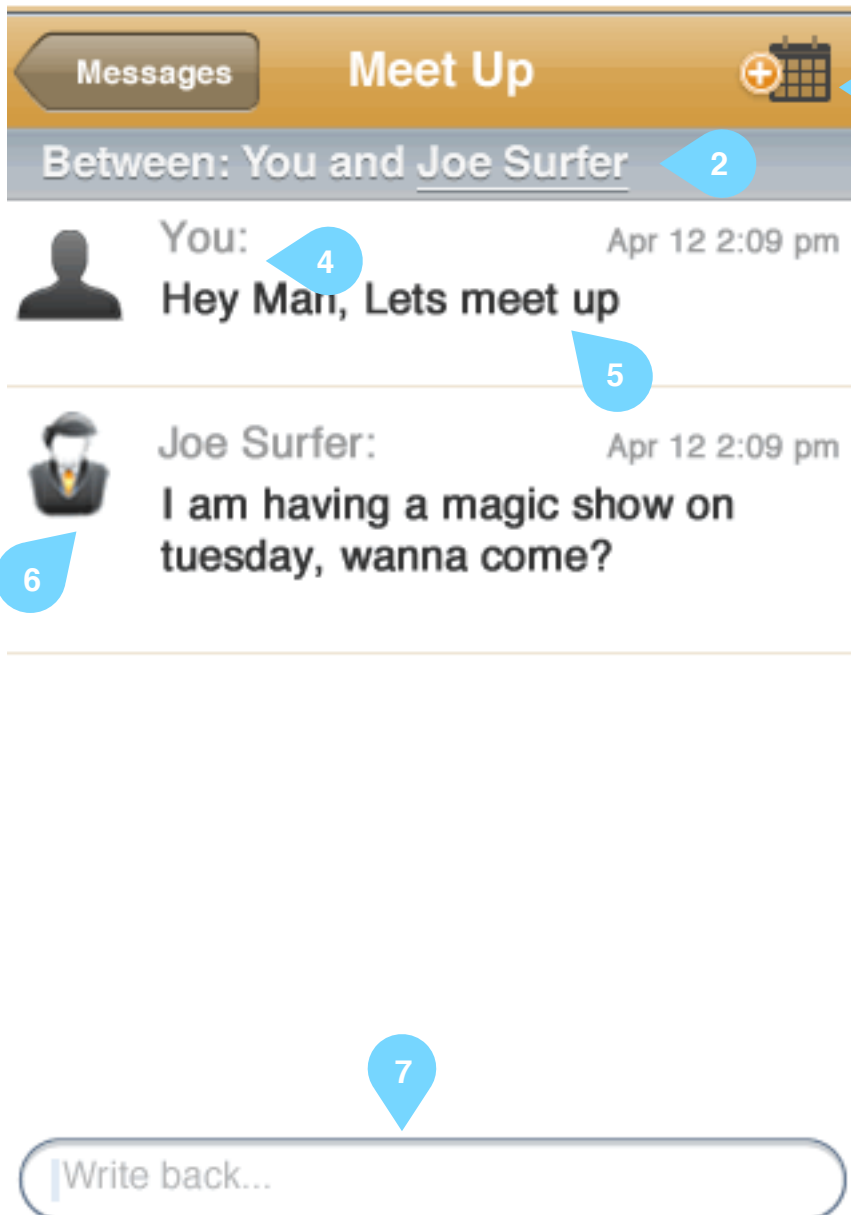 Messages
Meet Up
Between: You and Joe Surfer
2
You:
Apr 12 2:09 pm
4
Hey Man, Lets meet up
5
Joe Surfer:
Apr 12 2:09 pm
I am having a magic show on
tuesday, wanna come?
6
7
Write back...